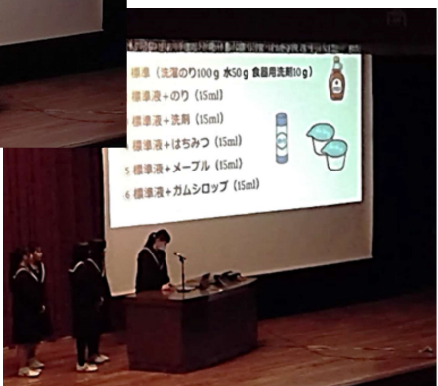 標準（洗濯のり100g 水50g 食器用洗剤10g）
標準液+のり（15ml）
標準液+洗剤（15ml）
標準液+はちみつ（15ml）
5 標準液+メープル（15ml）
6 標準液+ガムシロップ（15ml）